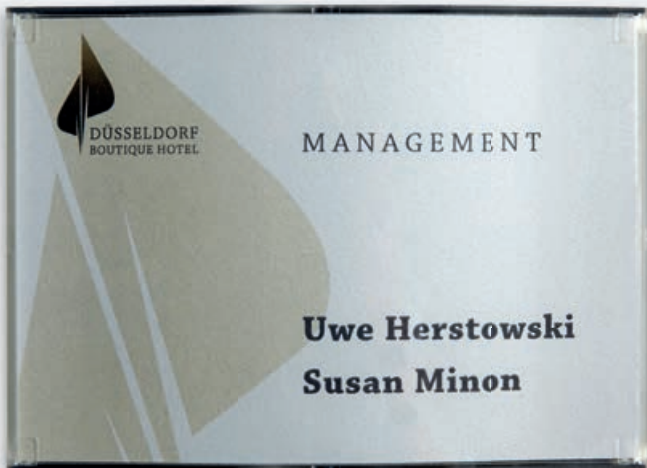 DÜSSELDORF
BOUTIQUE HOTEL
MANAGEMENT
Uwe Herstowski
Susan Minon